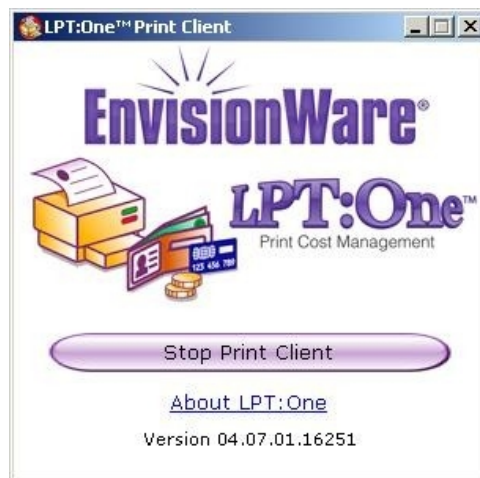 LPT:One™ Print Client
EnvisionWare®
LPT:One™
Print Cost Management
123 456 789
Stop Print Client
About LPT:One
Version 04.07.01.16251